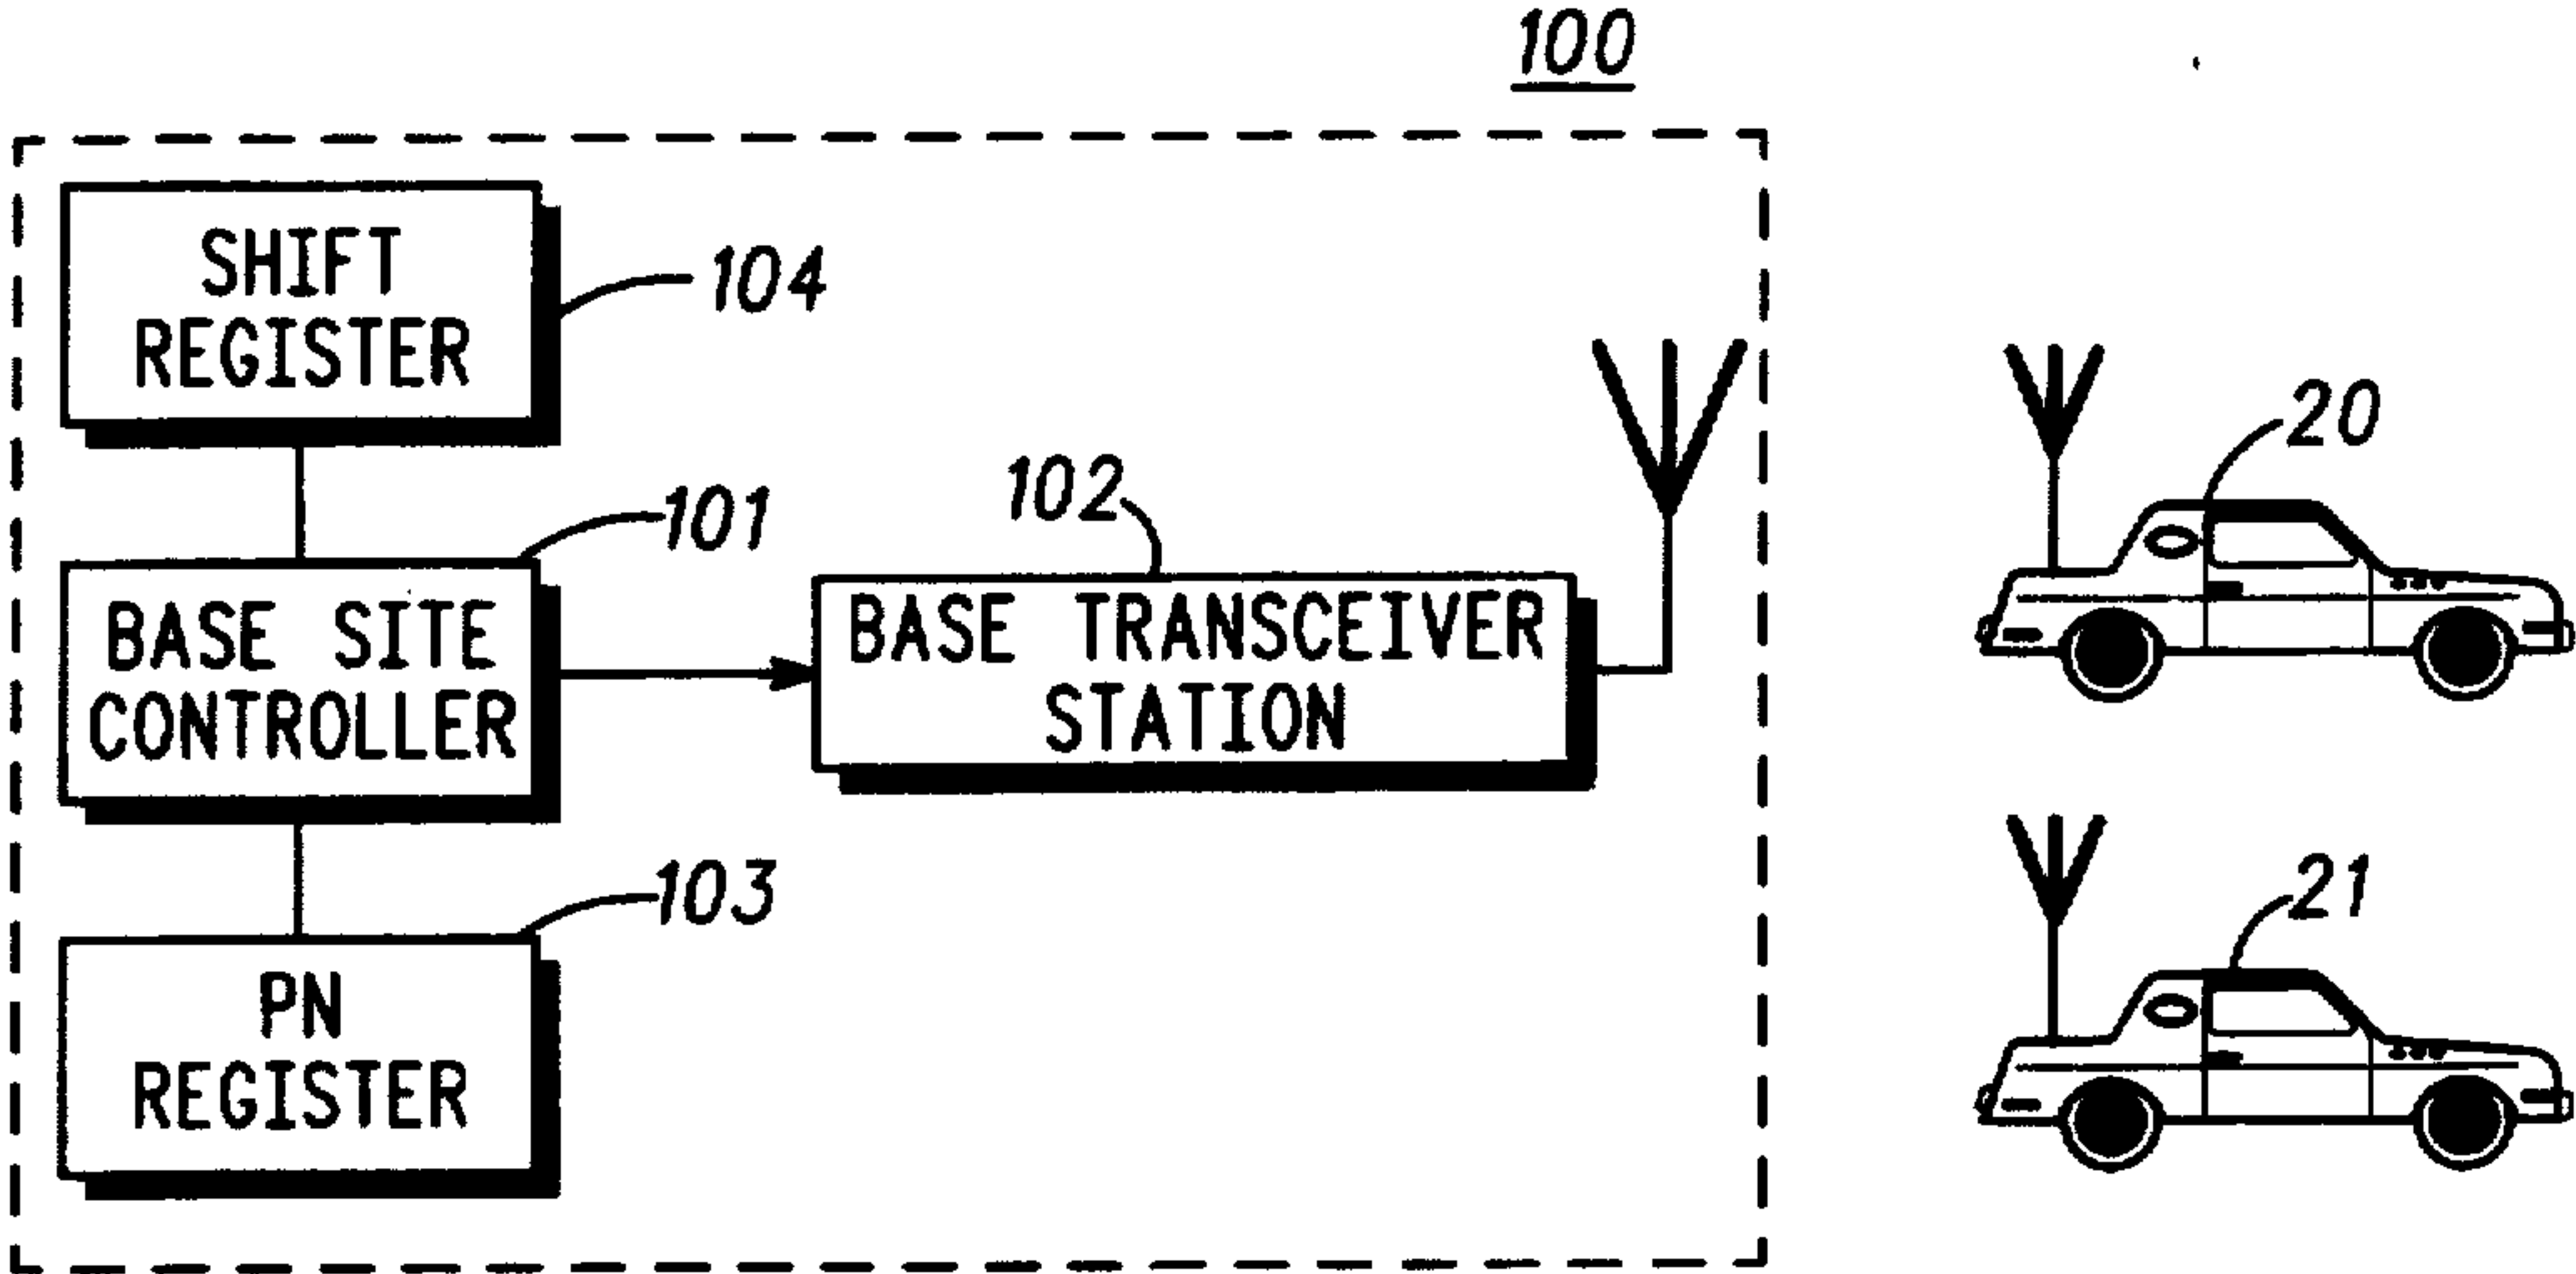 100
SHIFT
REGISTER
104
101
BASE SITE
CONTROLLER
102
BASE TRANSCEIVER
STATION
103
PN
REGISTER
20
21